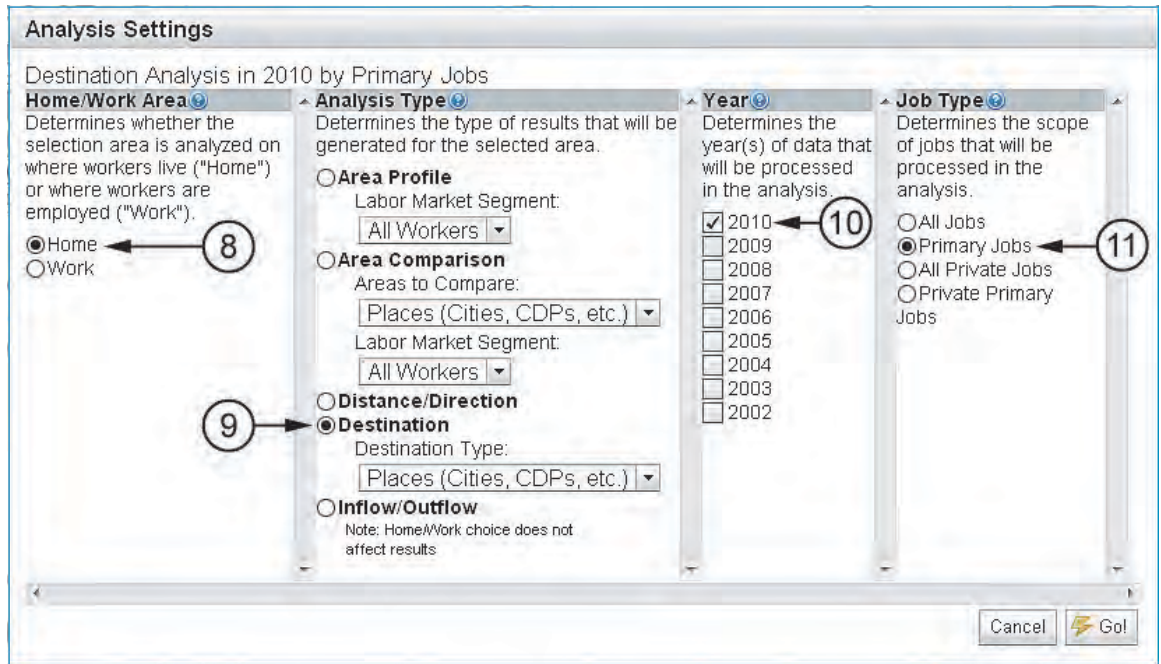 Analysis Settings
Destination Analysis in 2010 by Primary Jobs
Home/Work Area
Determines whether the
selection area is analyzed on
where workers live ("Home")
or where workers are
employed ("Work").
Home
8
Work
Analysis Type
Determines the type of results that will be
generated for the selected area.
Area Profile
Labor Market Segment:
All Workers
Area Comparison
Areas to Compare:
Places (Cities, CDPs, etc.)
Labor Market Segment:
All Workers
Distance/Direction
9
Destination
Destination Type:
Places (Cities, CDPs, etc.)
Inflow/Outflow
Note: Home/Work choice does not
affect results
Year
Determines the
year(s) of data that
will be processed
in the analysis.
2010
10
2009
2008
2007
2006
2005
2004
2003
2002
Job Type
Determines the scope
of jobs that will be
processed in the
analysis.
All Jobs
Primary Jobs
11
All Private Jobs
Private Primary
Jobs
Cancel
Go!